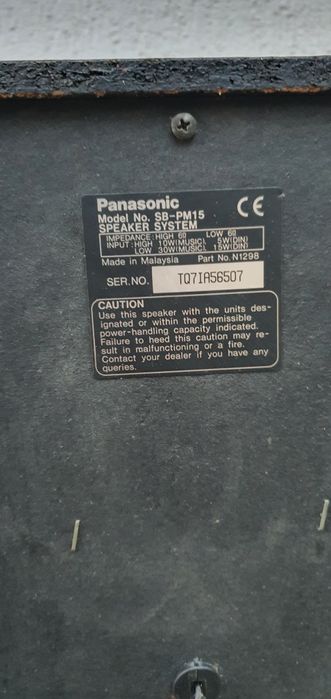 Panasonic
Model No. SB-PM15
SPEAKER SYSTEM
CE
IMPEDANCE:HIGH 6Ω LOW 6Ω
INPUT:HIGH 10W(MUSIC) 5W(DIN)
LOW 30W(MUSIC) 15W(DIN)
Made in Malaysia Part No.N1298
SER.NO. TQ7IA56507
CAUTION
Use this speaker with the units des-
ignated or within the permissible
power-handling capacity indicated.
Failure to heed this caution may re-
sult in malfunctioning or a fire.
Contact your dealer if you have any
queries.